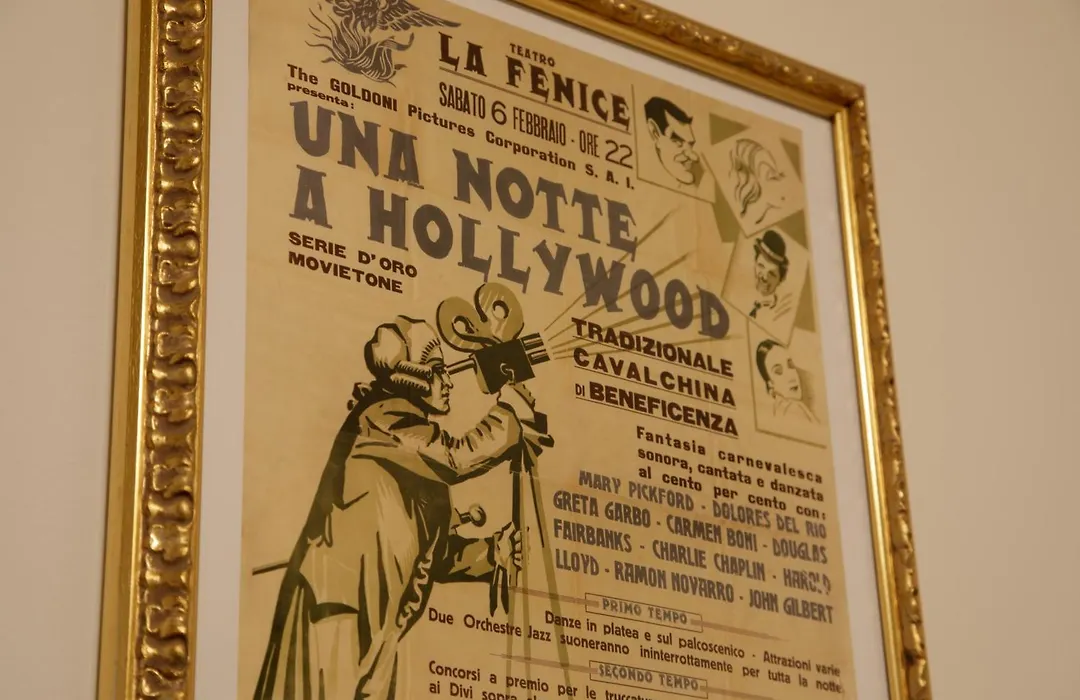 TEATRO
LA FENICE
SABATO 6 FEBBRAIO - ORE 22
The GOLDONI Pictures Corporation S. A. I.
presenta:
UNA NOTTE
A HOLLYWOOD
SERIE D'ORO
MOVIETONE
TRADIZIONALE
CAVALCHINA
DI BENEFICENZA
Fantasia carnevalesca
sonora, cantata e danzata
al cento per cento con:
MARY PICKFORD - DOLORES DEL RIO
GRETA GARBO - CARMEN BONI - DOUGLAS
FAIRBANKS - CHARLIE CHAPLIN - HAROLD
LLOYD - RAMON NOVARRO - JOHN GILBERT
PRIMO TEMPO
Danze in platea e sul palcoscenico - Attrazioni varie
Due Orchestre Jazz suoneranno ininterrottamente per tutta la notte
SECONDO TEMPO
Concorsi a premio per le
ai Divi